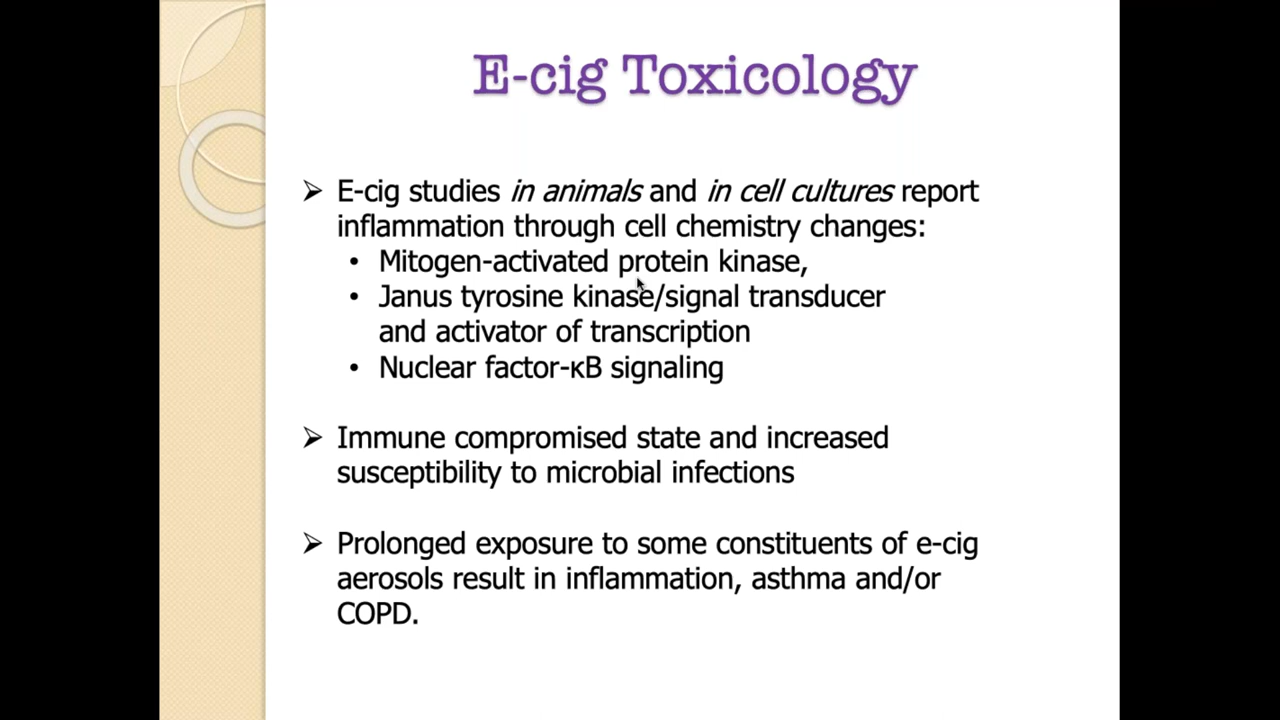 E-cig Toxicology
➢ E-cig studies in animals and in cell cultures report
inflammation through cell chemistry changes:
• Mitogen-activated protein kinase,
• Janus tyrosine kinase/signal transducer
and activator of transcription
• Nuclear factor-κB signaling
➢ Immune compromised state and increased
susceptibility to microbial infections
➢ Prolonged exposure to some constituents of e-cig
aerosols result in inflammation, asthma and/or
COPD.